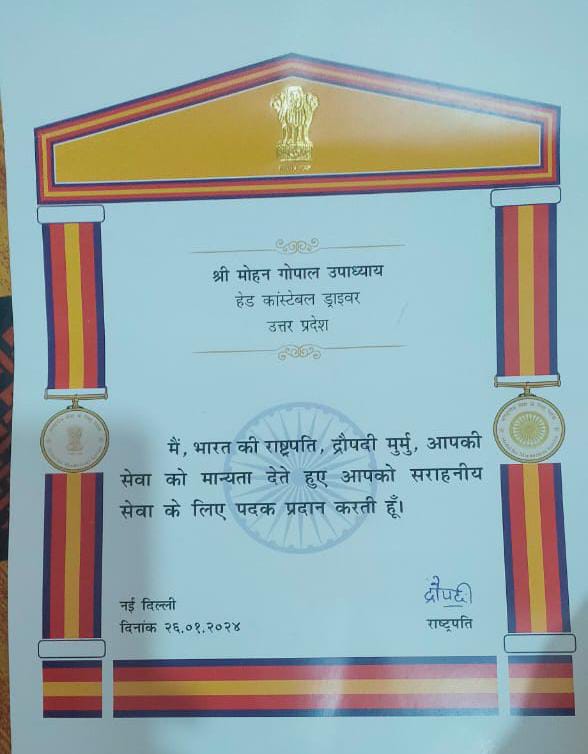 श्री मोहन गोपाल उपाध्याय
हेड कांस्टेबल ड्राइवर
उत्तर प्रदेश
मैं, भारत की राष्ट्रपति, द्रौपदी मुर्मु, आपकी
सेवा को मान्यता देते हुए आपको सराहनीय
सेवा के लिए पदक प्रदान करती हूँ।
नई दिल्ली
दिनांक २६.०१.२०२४
द्रौपदी
राष्ट्रपति